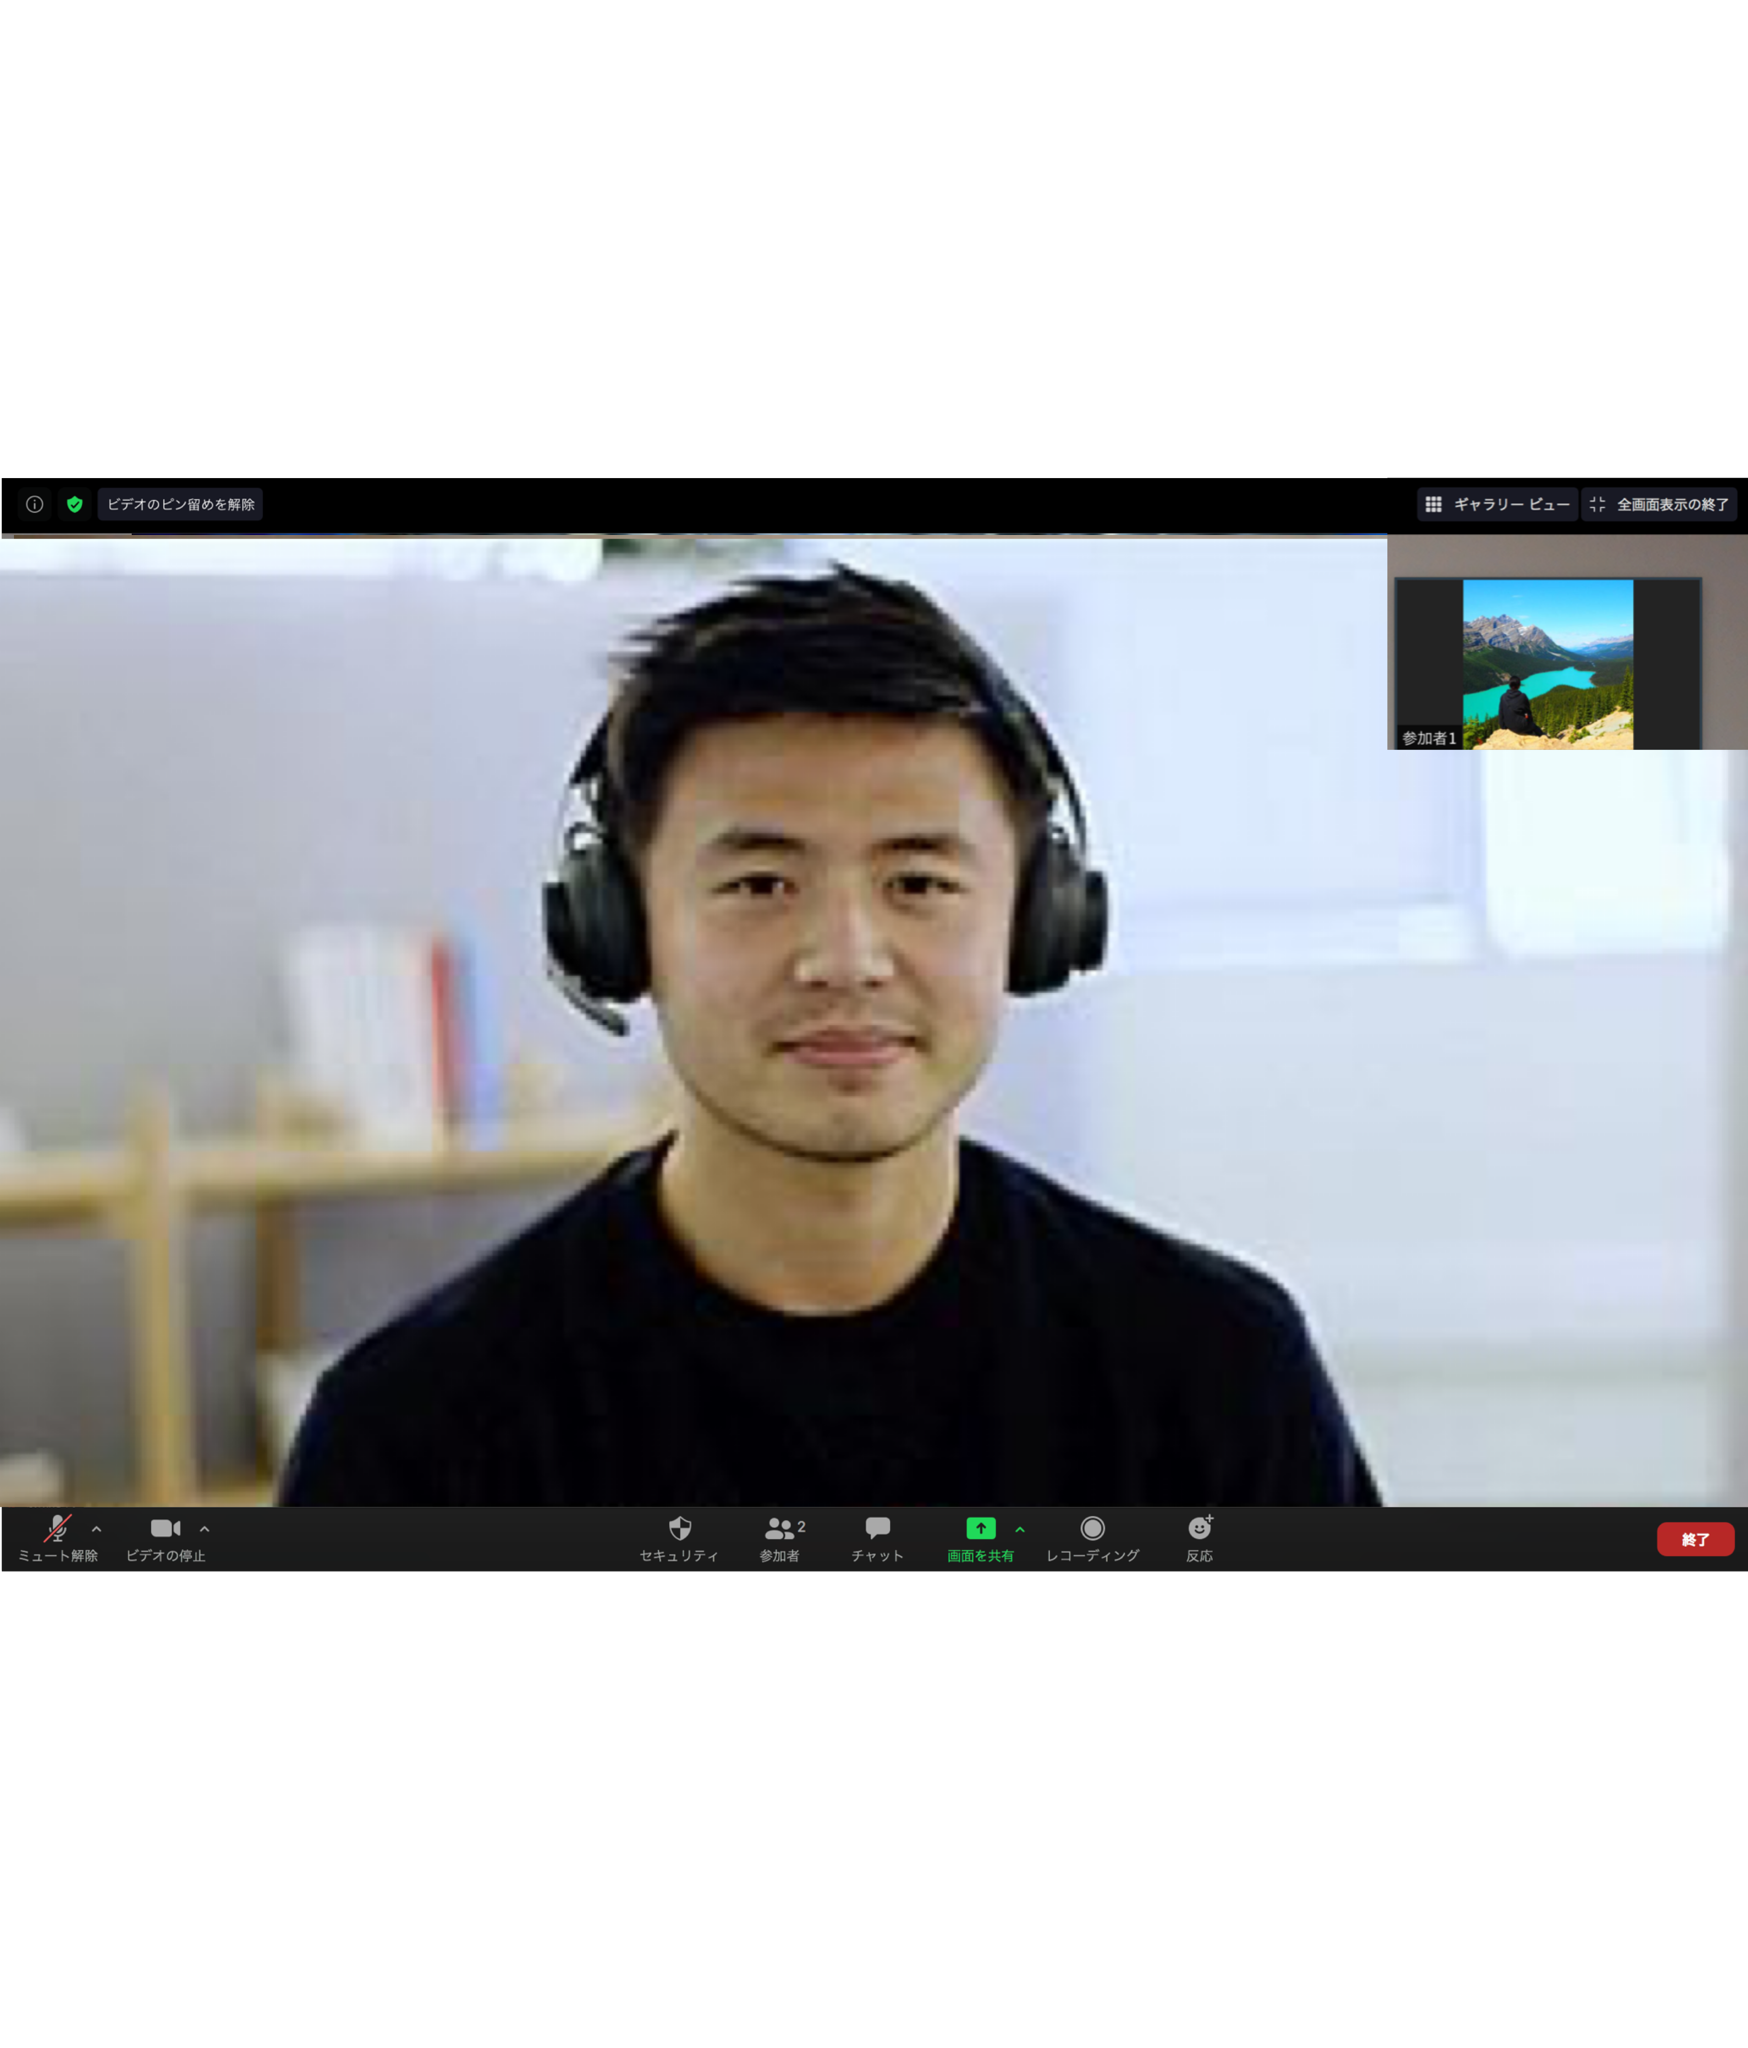 ビデオのピン留めを解除
ギャラリー ビュー
全画面表示の終了
参加者1
ミュート解除
ビデオの停止
セキュリティ
2
参加者
チャット
画面を共有
レコーディング
反応
終了